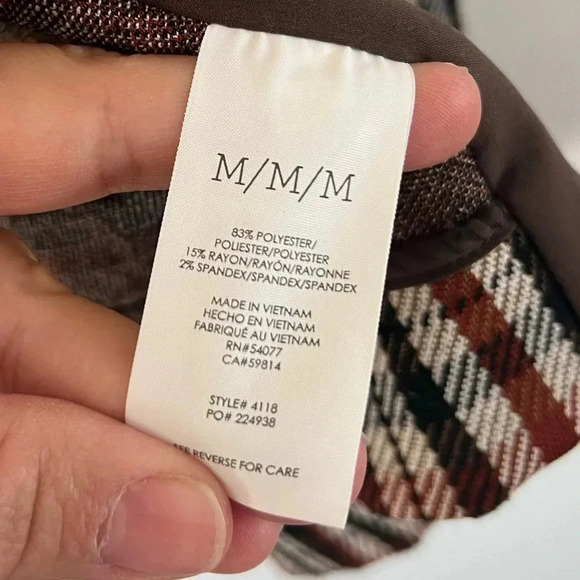 M/M/M
83% POLYESTER/
POLIESTER/POLYESTER
15% RAYON/RAYÓN/RAYONNE
2% SPANDEX/SPANDEX/SPANDEX
MADE IN VIETNAM
HECHO EN VIETNAM
FABRIQUÉ AU VIETNAM
RN#54077
CA#59814
STYLE# 4118
PO# 224938
SEE REVERSE FOR CARE